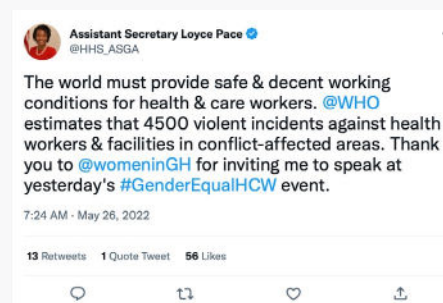 Assistant Secretary Loyce Pace
@HHS_ASGA
The world must provide safe & decent working
conditions for health & care workers. @WHO
estimates that 4500 violent incidents against health
workers & facilities in conflict-affected areas. Thank
you to @womeninGH for inviting me to speak at
yesterday's #GenderEqualHCW event.
7:24 AM · May 26, 2022
13 Retweets 1 Quote Tweet 56 Likes